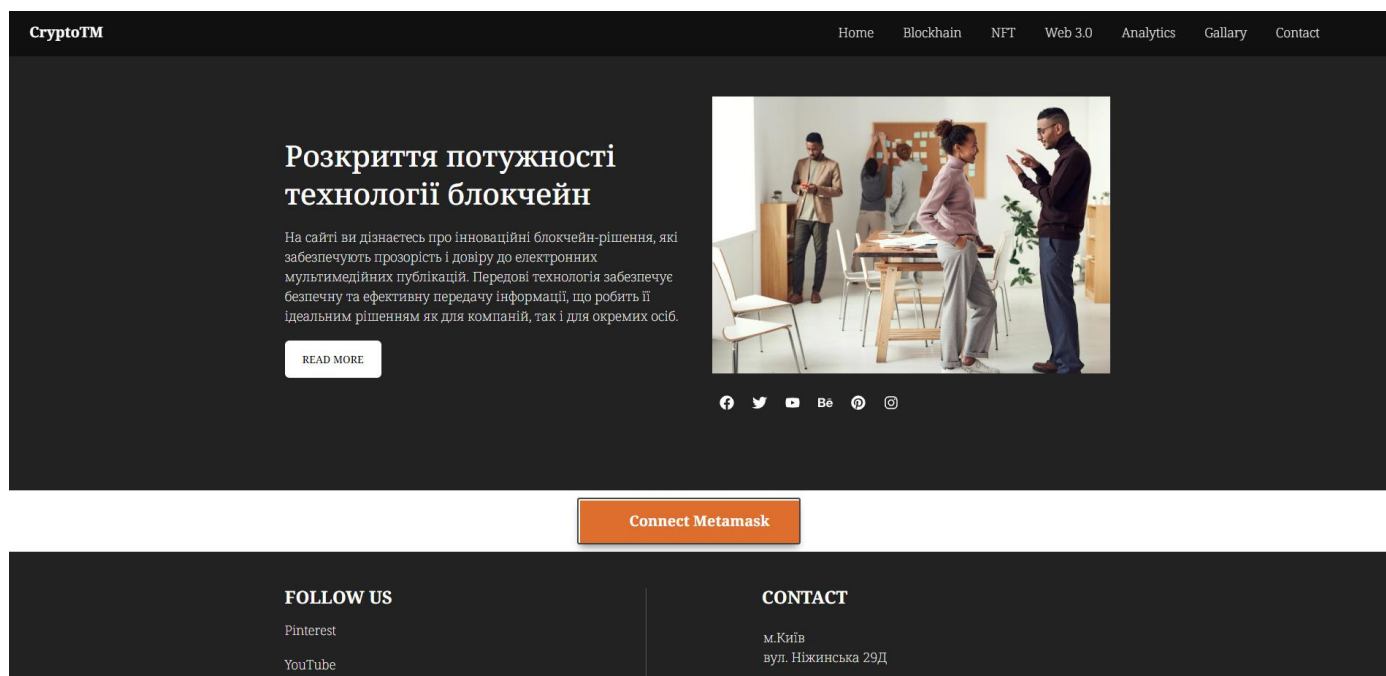 CryptoTM
Home Blockhain NFT Web 3.0 Analytics Gallary Contact
Розкриття потужності
технології блокчейн
На сайті ви дізнаєтесь про інноваційні блокчейн-рішення, які
забезпечують прозорість і довіру до електронних
мультимедійних публікацій. Передові технологія забезпечує
безпечну та ефективну передачу інформації, що робить її
ідеальним рішенням як для компаній, так і для окремих осіб.
READ MORE
Bē
Connect Metamask
FOLLOW US
Pinterest
YouTube
CONTACT
м.Київ
вул. Ніжинська 29Д